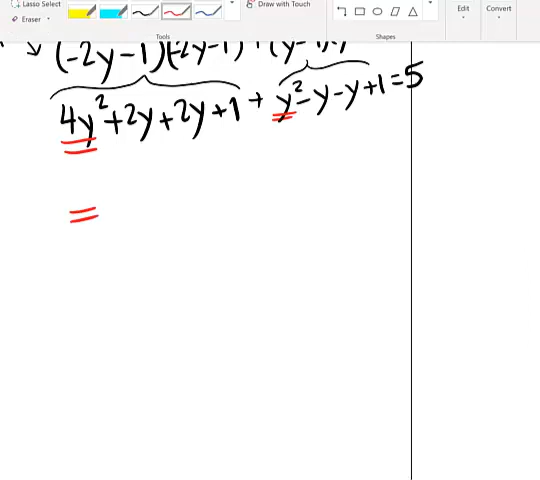 Lasso Select
Eraser
Draw with Touch
Edit
Convert
Tools
Shapes
(-2y-1)(-2y-1) + (y-1)
4y²+2y+2y+1 + y²-y-y+1=5
=